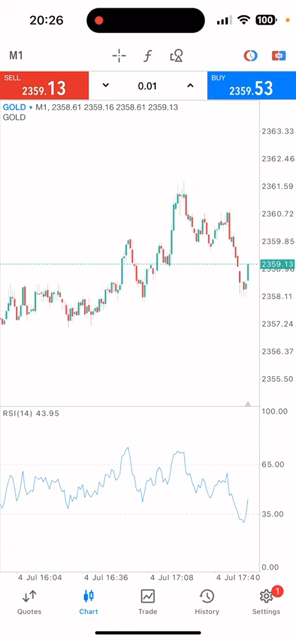 20:26
100
M1
f
SELL
2359.13
0.01
BUY
2359.53
GOLD ▾ M1, 2358.61 2359.16 2358.61 2359.13
GOLD
2363.33
2362.46
2361.59
2360.72
2359.85
2359.13
2358.98
2358.11
2357.24
2356.37
2355.50
RSI(14) 43.95
100.00
65.00
35.00
0.00
4 Jul 16:04
4 Jul 16:36
4 Jul 17:08
4 Jul 17:40
1
Quotes
Chart
Trade
History
Settings